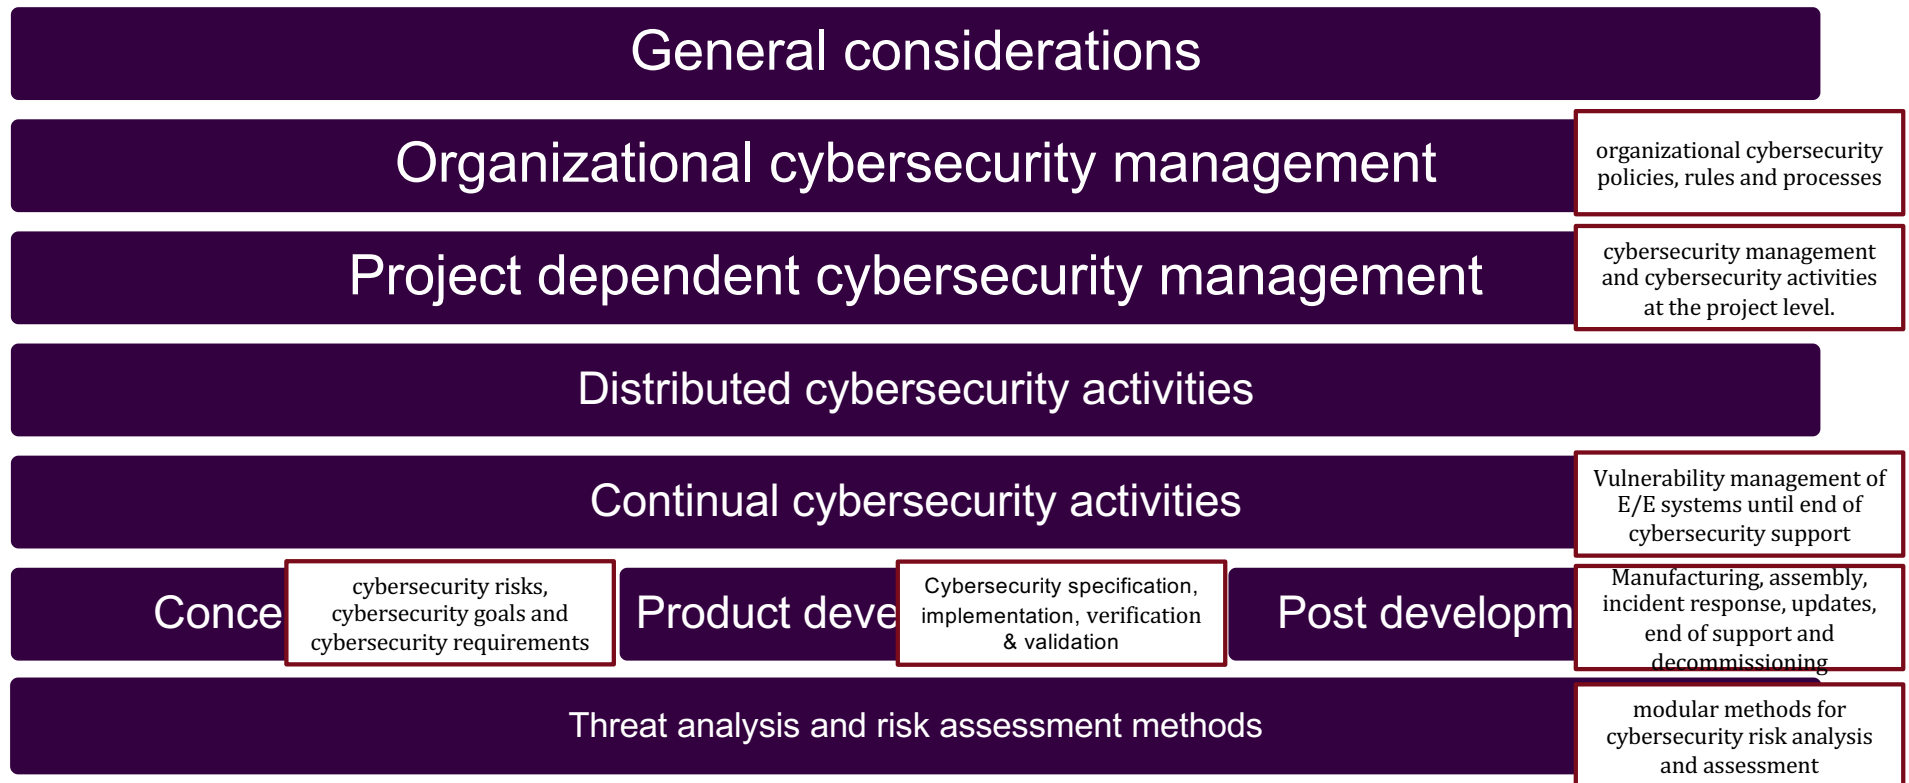 General considerations
Organizational cybersecurity management
organizational cybersecurity
policies, rules and processes
Project dependent cybersecurity management
cybersecurity management
and cybersecurity activities
at the project level.
Distributed cybersecurity activities
Continual cybersecurity activities
Vulnerability management of
E/E systems until end of
cybersecurity support
Conce
cybersecurity risks,
cybersecurity goals and
cybersecurity requirements
Product deve
Cybersecurity specification,
implementation, verification
& validation
Post developm
Manufacturing, assembly,
incident response, updates,
end of support and
decommissioning
Threat analysis and risk assessment methods
modular methods for
cybersecurity risk analysis
and assessment